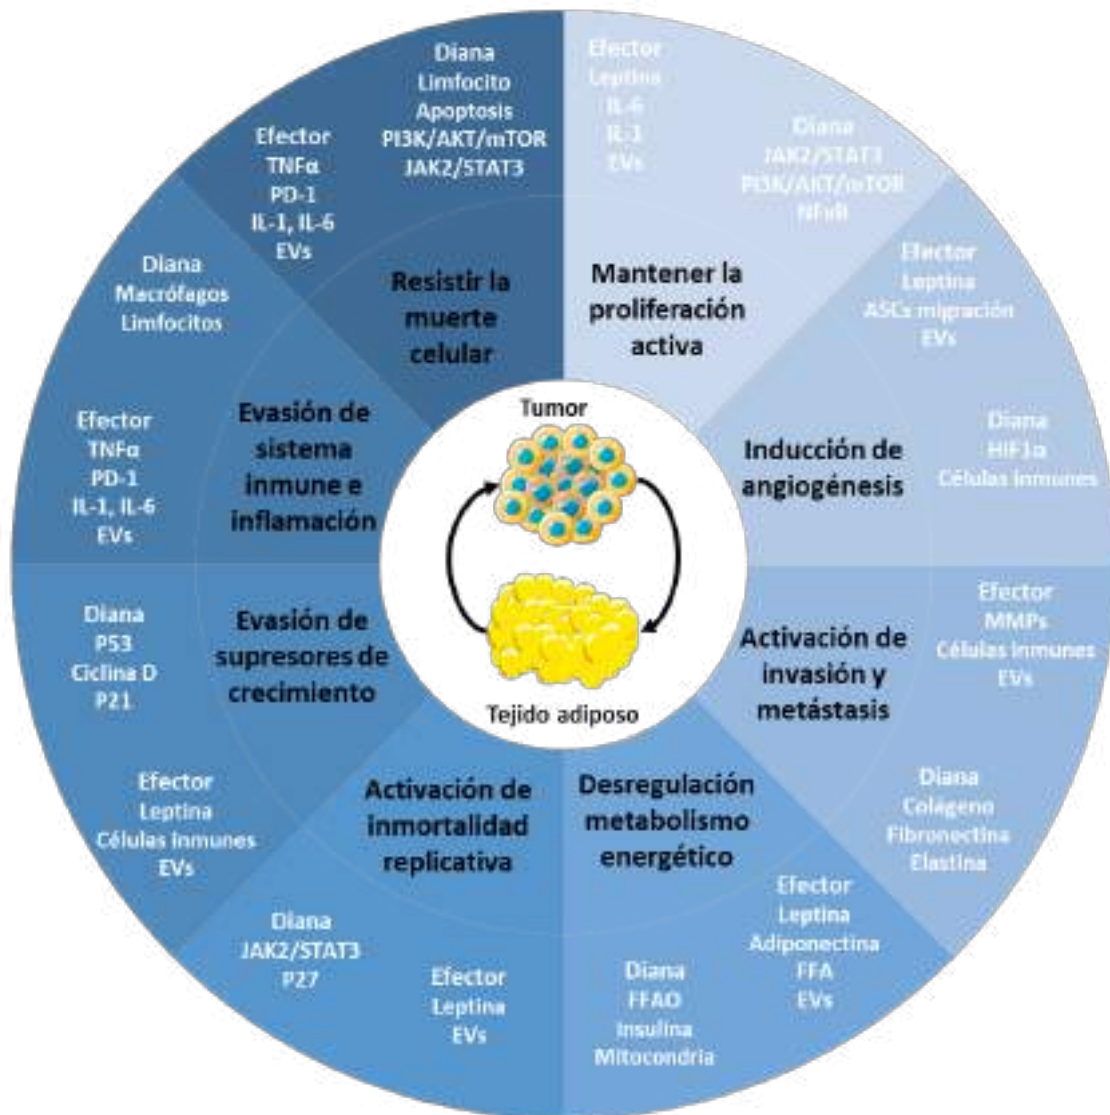 Diana
Limfocito
Apoptosis
PI3K/AKT/mTOR
JAK2/STAT3
Efector
TNFα
PD-1
IL-1, IL-6
EVs
Resistir la
muerte
celular
Efector
Leptina
IL-6
IL-1
EVs
Diana
JAK2/STAT3
PI3K/AKT/mTOR
NFκB
Mantener la
proliferación
activa
Efector
Leptina
ASCs migración
EVs
Diana
HIF1α
Células inmunes
Inducción de
angiogénesis
Efector
MMPs
Células inmunes
EVs
Diana
Colágeno
Fibronectina
Elastina
Activación de
invasión y
metástasis
Efector
Leptina
Adiponectina
FFA
EVs
Diana
FFAO
Insulina
Mitocondria
Desregulación
metabolismo
energético
Efector
Leptina
EVs
Diana
JAK2/STAT3
P27
Activación de
inmortalidad
replicativa
Efector
Leptina
Células inmunes
EVs
Diana
P53
Ciclina D
P21
Evasión de
supresores de
crecimiento
Efector
TNFα
PD-1
IL-1, IL-6
EVs
Diana
Macrófagos
Limfocitos
Evasión de
sistema
inmune e
inflamación
Tumor
Tejido adiposo